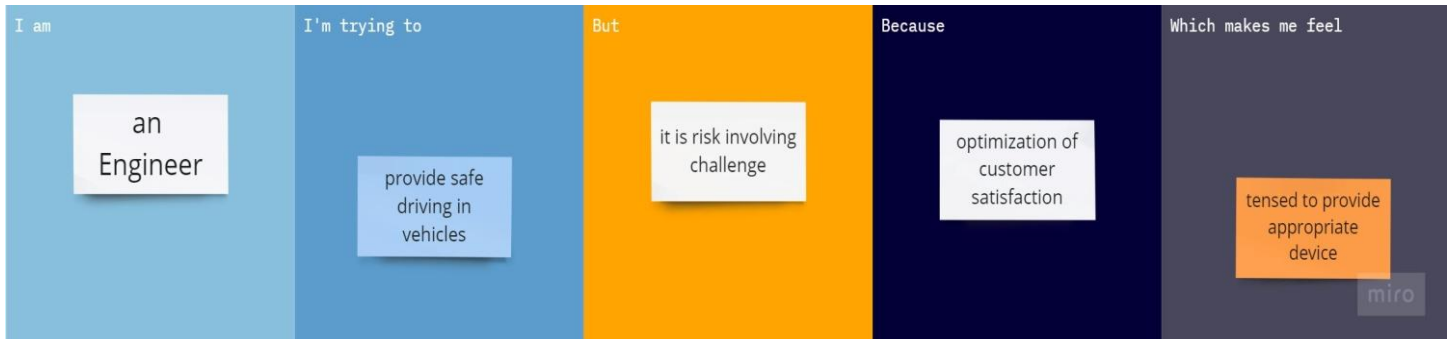 I am
an
Engineer
I'm trying to
provide safe
driving in
vehicles
But
it is risk involving
challenge
Because
optimization of
customer
satisfaction
Which makes me feel
tensed to provide
appropriate
device
miro